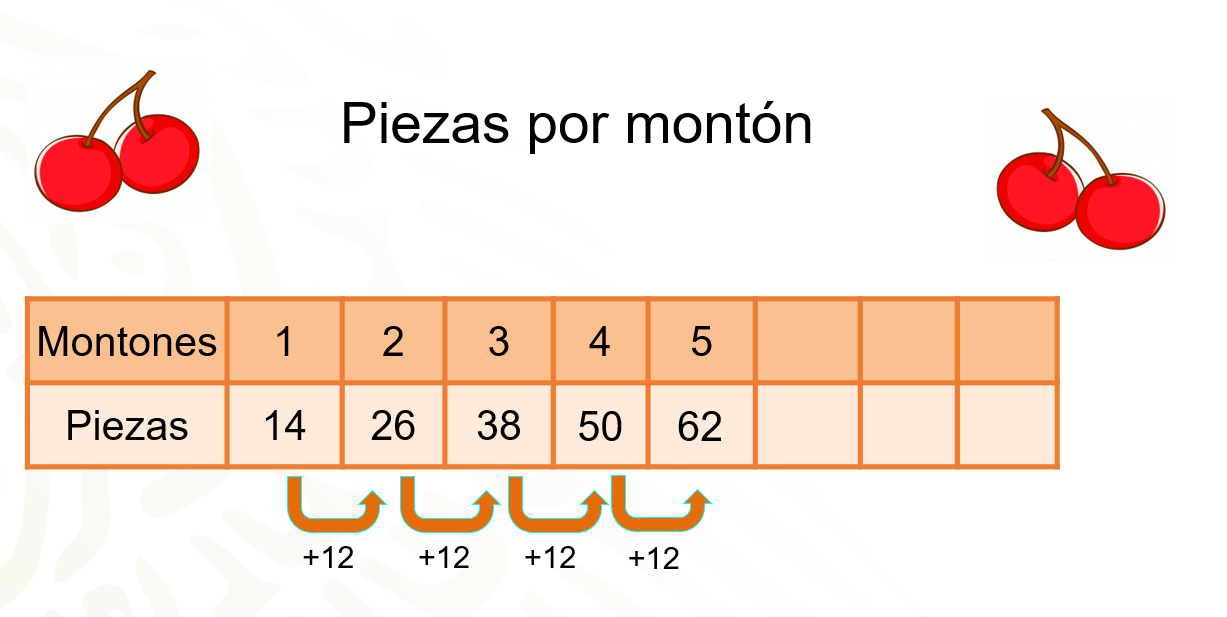 Piezas por montón
Montones 1 2 3 4 5
Piezas 14 26 38 50 62
+12 +12 +12 +12